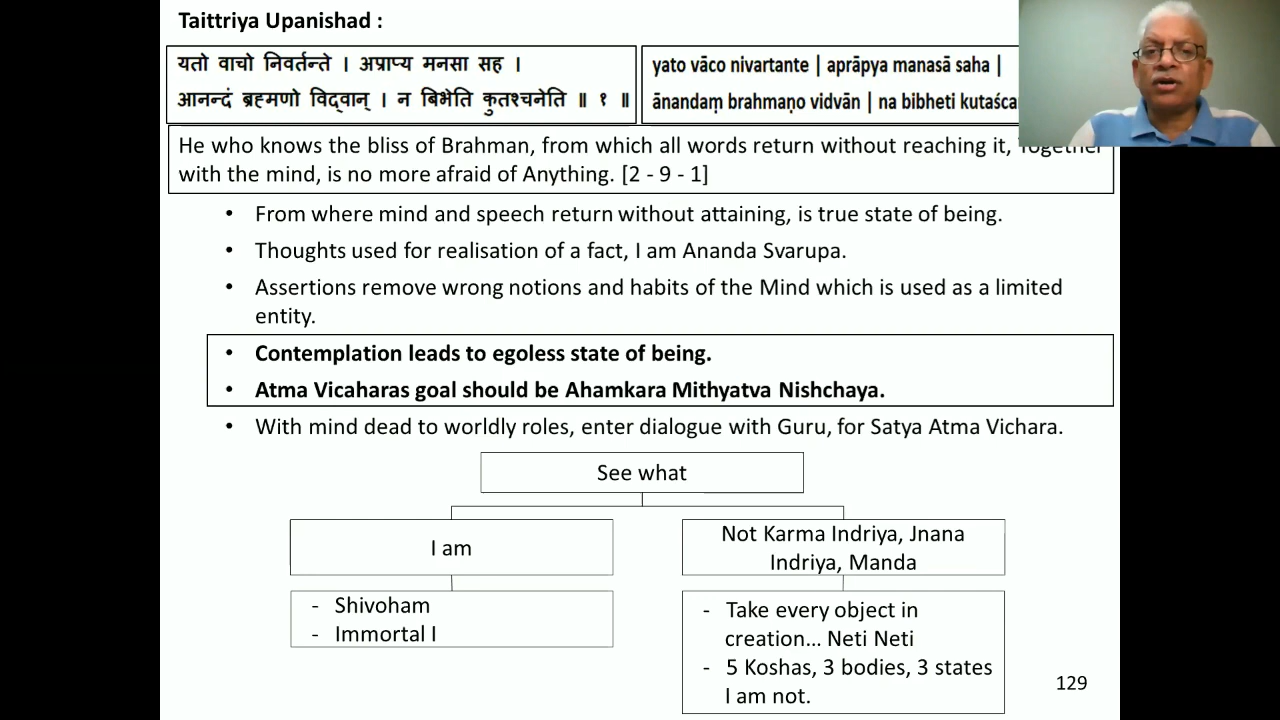 Taittriya Upanishad :
यतो वाचो निवर्तन्ते । अप्राप्य मनसा सह ।
आनन्दं ब्रह्मणो विद्वान् । न बिभेति कुतश्चनेति ॥ १ ॥
yato vāco nivartante | aprāpya manasā saha |
ānandaṃ brahmaṇo vidvān | na bibheti
He who knows the bliss of Brahman, from which all words return without reaching it, Together
with the mind, is no more afraid of Anything. [2 - 9 - 1]
• From where mind and speech return without attaining, is true state of being.
• Thoughts used for realisation of a fact, I am Ananda Svarupa.
• Assertions remove wrong notions and habits of the Mind which is used as a limited
entity.
• Contemplation leads to egoless state of being.
• Atma Vicaharas goal should be Ahamkara Mithyatva Nishchaya.
• With mind dead to worldly roles, enter dialogue with Guru, for Satya Atma Vichara.
See what
I am
- Shivoham
- Immortal I
Not Karma Indriya, Jnana
Indriya, Manda
- Take every object in
creation... Neti Neti
- 5 Koshas, 3 bodies, 3 states
I am not.
129